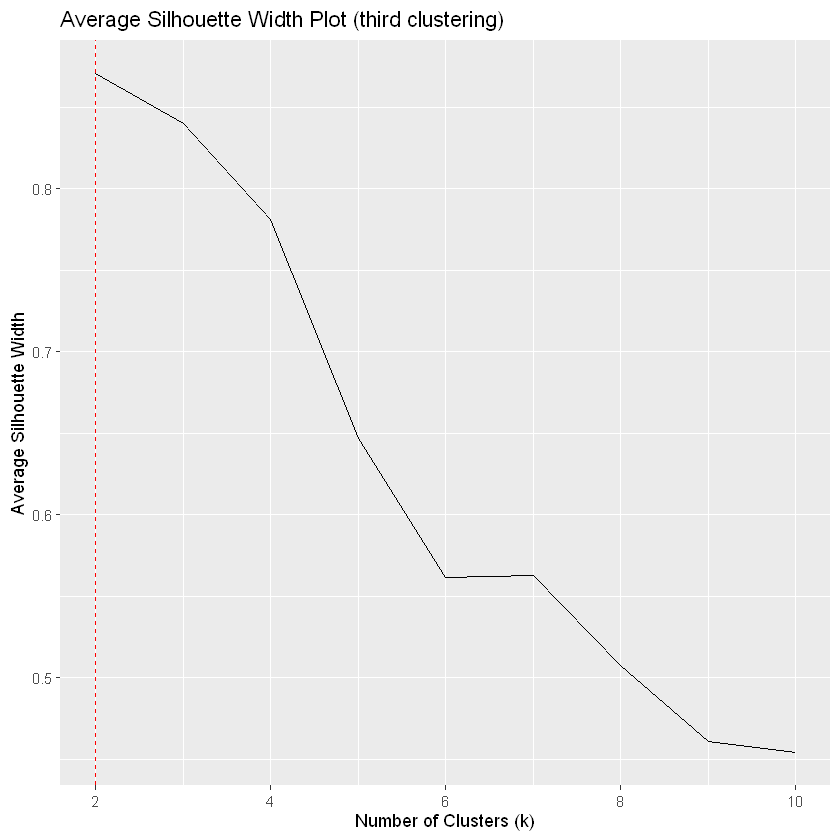 Average Silhouette Width Plot (third clustering)
Average Silhouette Width
0.8
0.7
0.6
0.5
2 4 6 8 10
Number of Clusters (k)